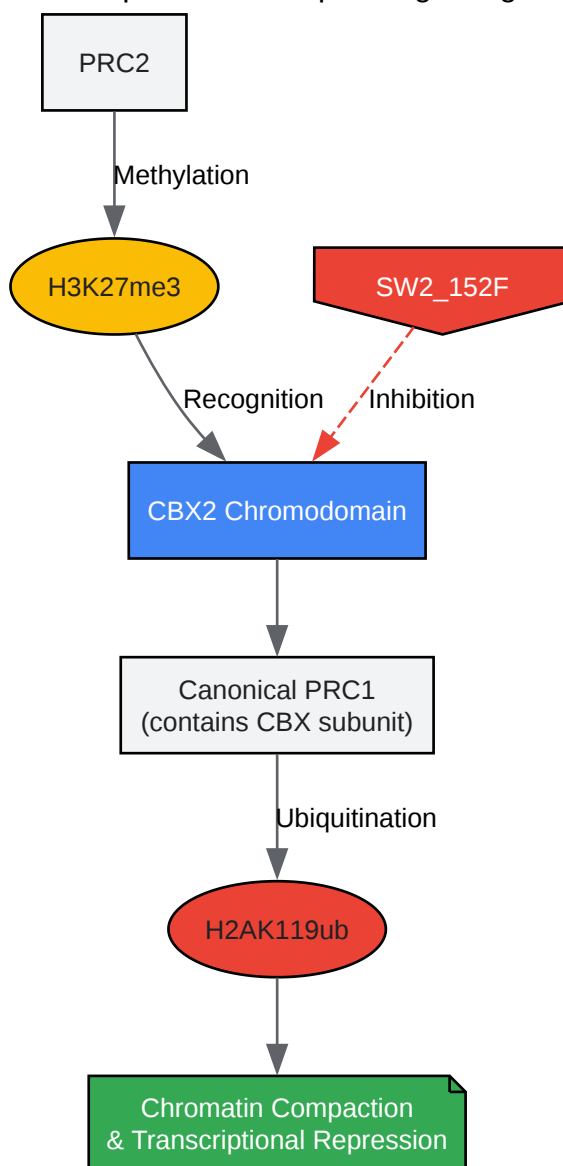 PRC2
Methylation
H3K27me3
SW2_152F
Recognition
Inhibition
CBX2 Chromodomain
Canonical PRC1
(contains CBX subunit)
Ubiquitination
H2AK119ub
Chromatin Compaction
& Transcriptional Repression